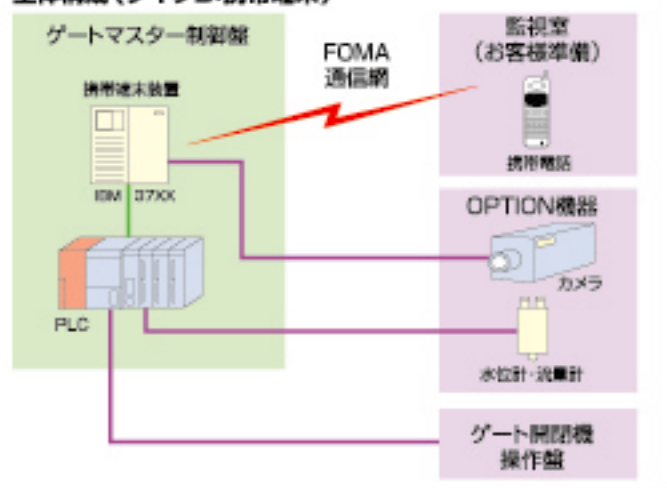 ゲートマスター制御盤
携帯端末装置
PLC
FOMA
通信網
監視室
(お客様準備)
携帯電話
OPTION機器
カメラ
水位計・流量計
ゲート開閉機
操作盤